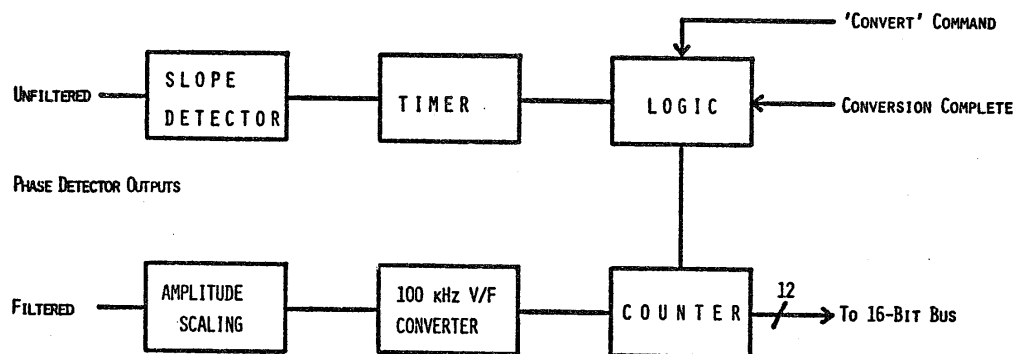 'Convert' Command
Unfiltered
SLOPE
DETECTOR
TIMER
LOGIC
Conversion Complete
Phase Detector Outputs
Filtered
AMPLITUDE
SCALING
100 kHz V/F
CONVERTER
COUNTER
12
To 16-Bit Bus